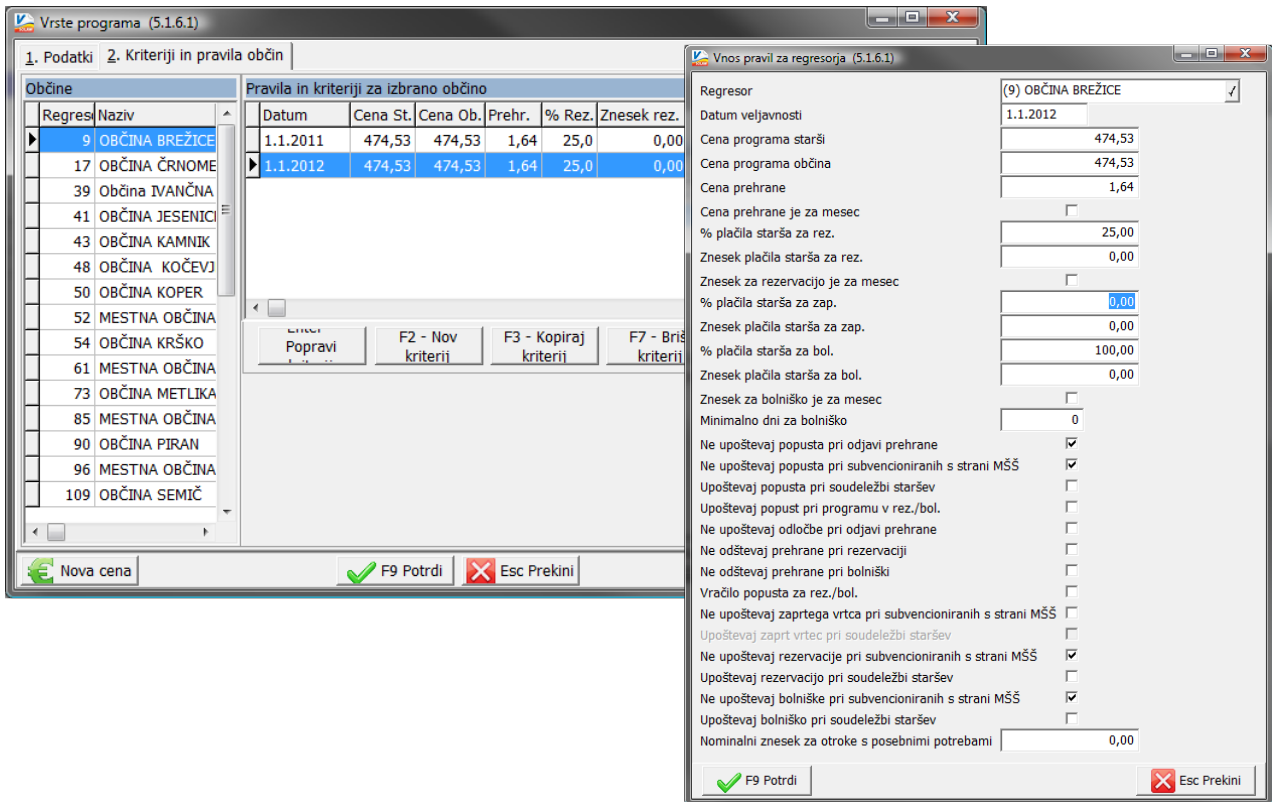 Vrste programa (5.1.6.1)
1. Podatki 2. Kriteriji in pravila občin
Občine
Regres Naziv
9 OBČINA BREŽICE
17 OBČINA ČRNOME
39 Občina IVANČNA
41 OBČINA JESENIC
43 OBČINA KAMNIK
48 OBČINA KOČEVJ
50 OBČINA KOPER
52 MESTNA OBČINA
54 OBČINA KRŠKO
61 MESTNA OBČINA
73 OBČINA METLIKA
85 MESTNA OBČINA
90 OBČINA PIRAN
96 MESTNA OBČINA
109 OBČINA SEMIČ
Pravila in kriteriji za izbrano občino
Datum Cena St. Cena Ob. Prehr. % Rez. Znesek rez.
1.1.2011 474,53 474,53 1,64 25,0 0,00
1.1.2012 474,53 474,53 1,64 25,0 0,00
Enter
Popravi
F2 - Nov
kriterij
F3 - Kopiraj
kriterij
F7 - Briš
kriterij
Nova cena
F9 Potrdi
Esc Prekini
Vnos pravil za regresorja (5.1.6.1)
Regresor (9) OBČINA BREŽICE
Datum veljavnosti 1.1.2012
Cena programa starši 474,53
Cena programa občina 474,53
Cena prehrane 1,64
Cena prehrane je za mesec
% plačila starša za rez. 25,00
Znesek plačila starša za rez. 0,00
Znesek za rezervacijo je za mesec
% plačila starša za zap. 0,00
Znesek plačila starša za zap. 0,00
% plačila starša za bol. 100,00
Znesek plačila starša za bol. 0,00
Znesek za bolniško je za mesec
Minimalno dni za bolniško 0
Ne upoštevaj popusta pri odjavi prehrane
Ne upoštevaj popusta pri subvencioniranih s strani MŠŠ
Upoštevaj popusta pri soudeležbi staršev
Upoštevaj popust pri programu v rez./bol.
Ne upoštevaj odločbe pri odjavi prehrane
Ne odštevaj prehrane pri rezervaciji
Ne odštevaj prehrane pri bolniški
Vračilo popusta za rez./bol.
Ne upoštevaj zaprtega vrtca pri subvencioniranih s strani MŠŠ
Upoštevaj zaprt vrtec pri soudeležbi staršev
Ne upoštevaj rezervacije pri subvencioniranih s strani MŠŠ
Upoštevaj rezervacijo pri soudeležbi staršev
Ne upoštevaj bolniške pri subvencioniranih s strani MŠŠ
Upoštevaj bolniško pri soudeležbi staršev
Nominalni znesek za otroke s posebnimi potrebami 0,00
F9 Potrdi
Esc Prekini